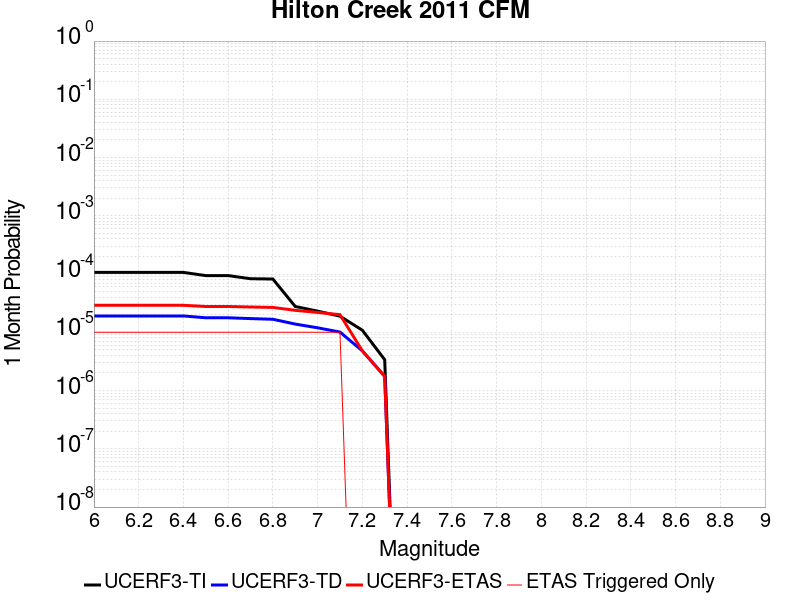 Hilton Creek 2011 CFM
10 0
10 -1
10 -2
10 -3
10 -4
10 -5
10 -6
10 -7
10 -8
1 Month Probability
6 6.2 6.4 6.6 6.8 7 7.2 7.4 7.6 7.8 8 8.2 8.4 8.6 8.8 9
Magnitude
UCERF3-TI UCERF3-TD UCERF3-ETAS ETAS Triggered Only